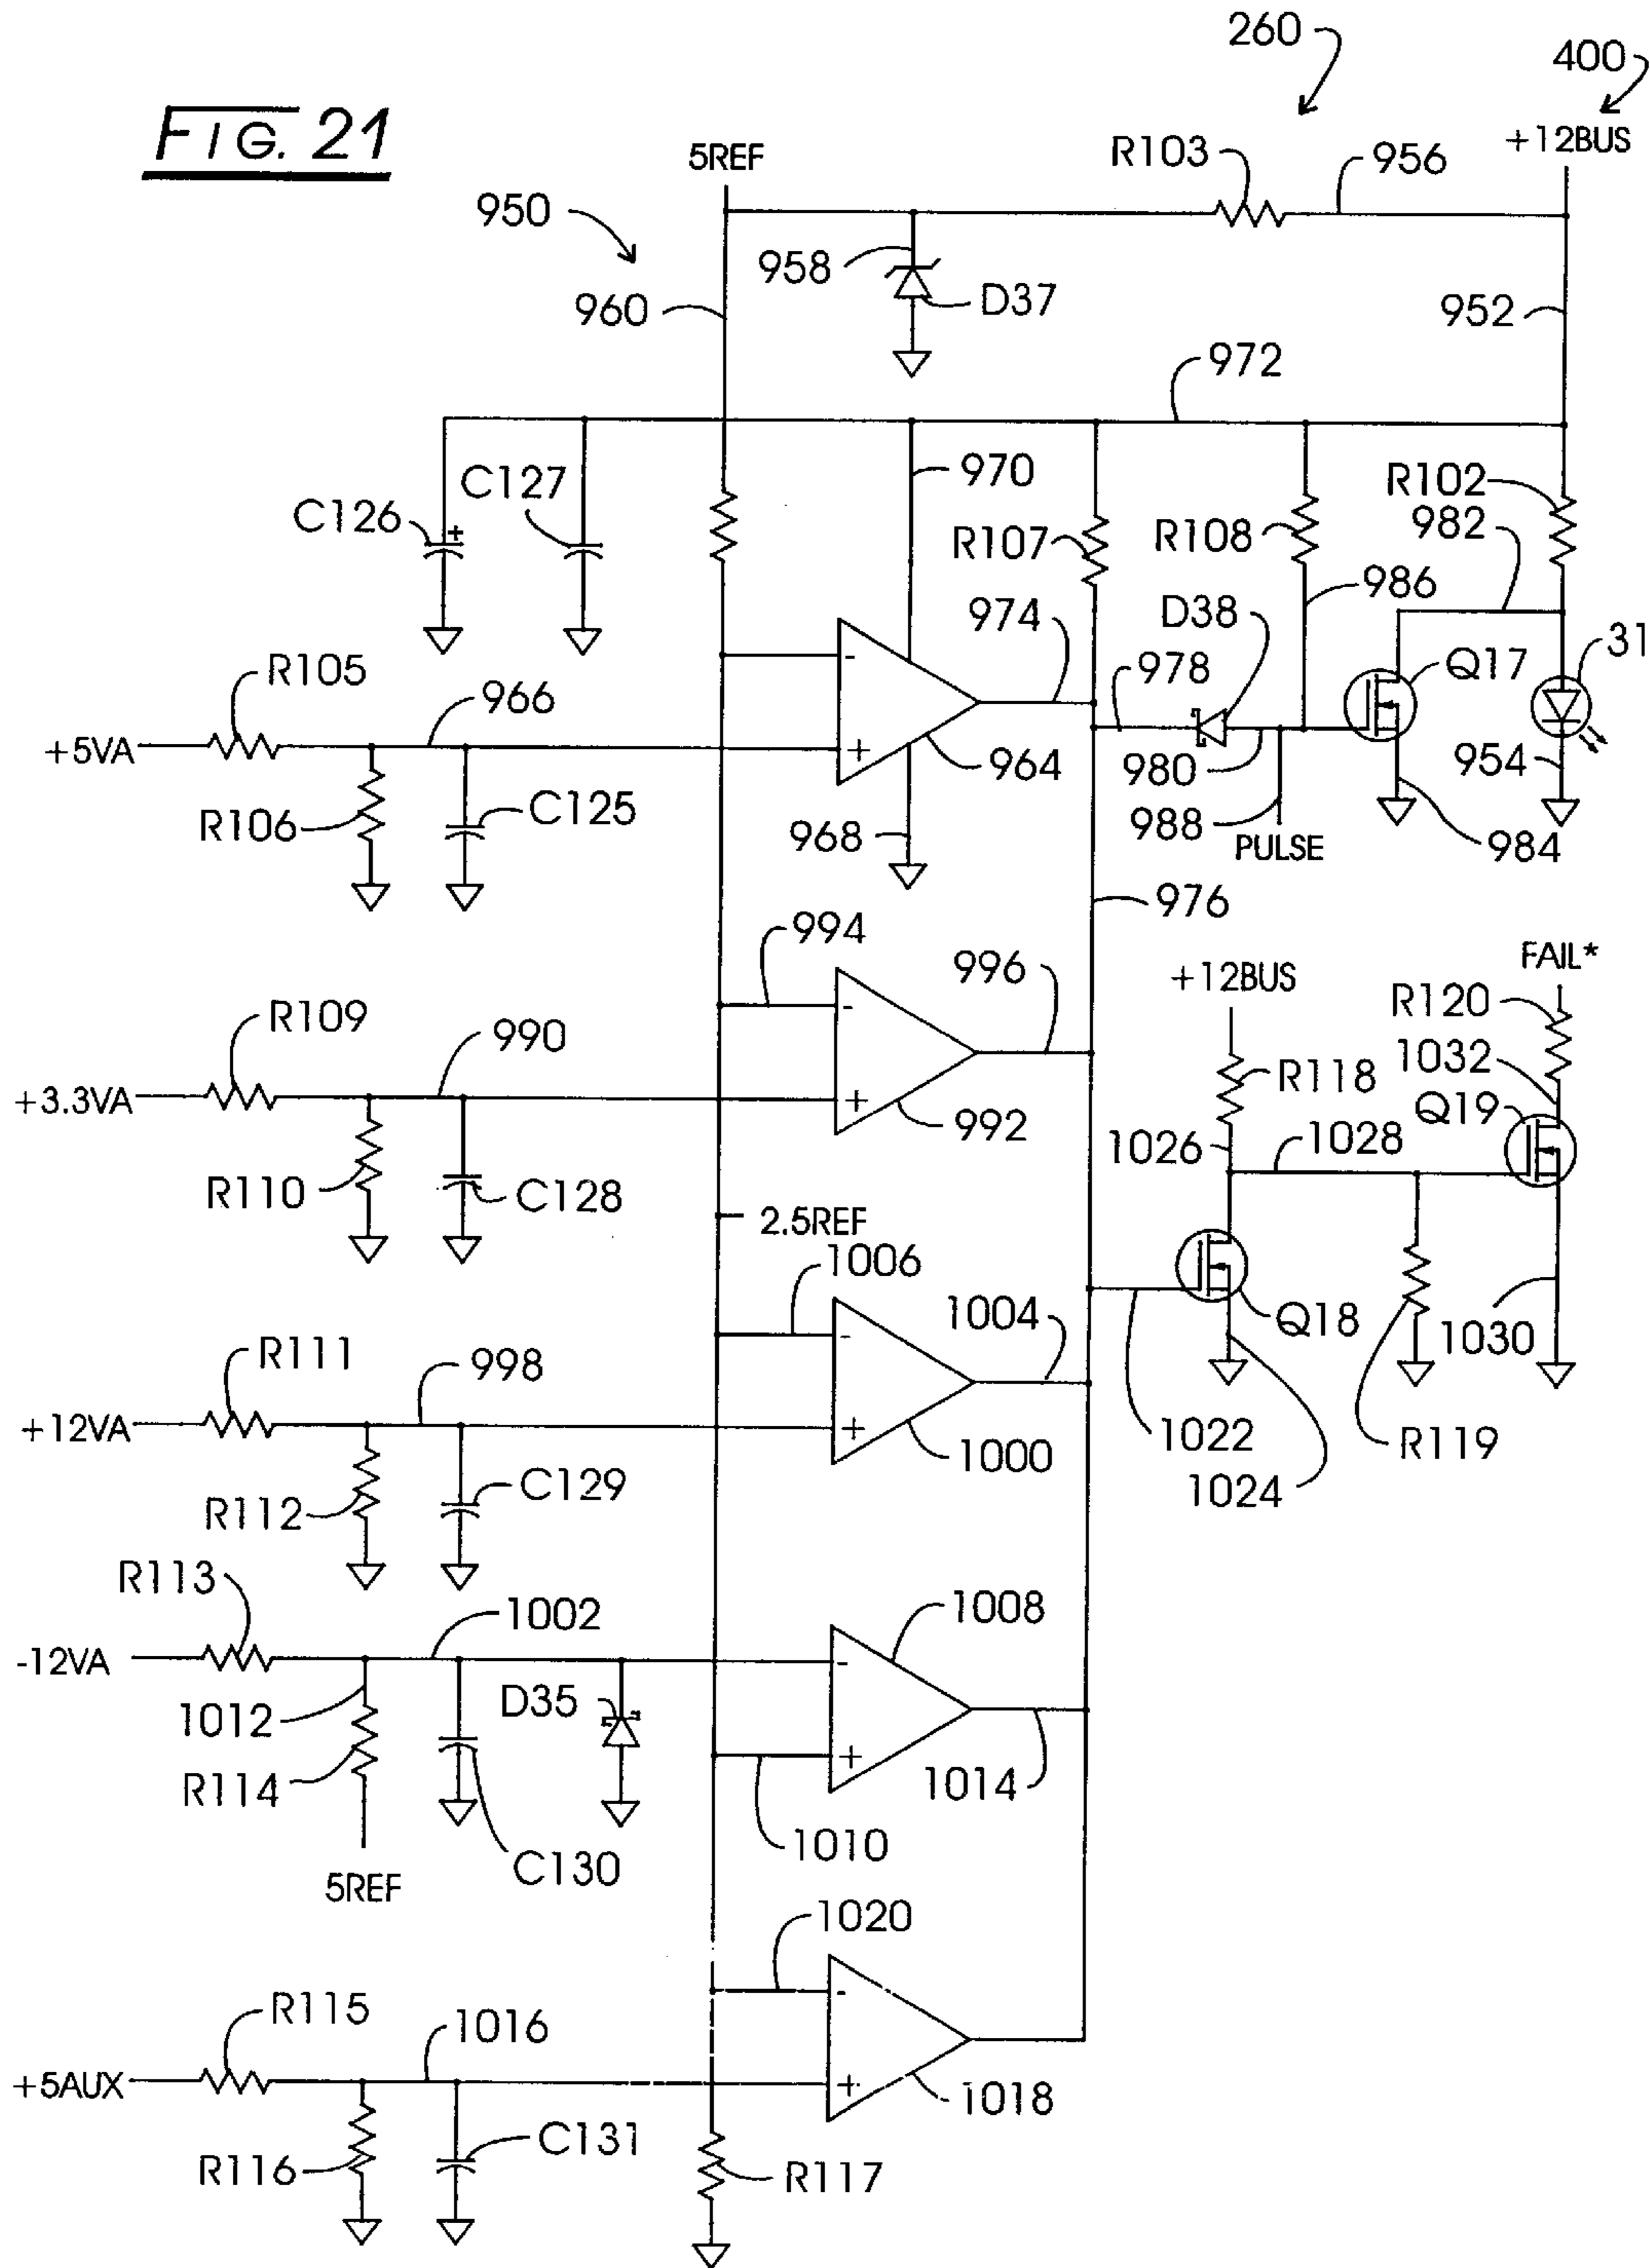 FIG. 21
260
400
5REF
R103
956
+12BUS
950
958
D37
960
952
972
C126
+
C127
970
R107
R108
R102
982
974
D38
986
31
R105
966
978
Q17
+5VA
-
+
964
980
954
R106
C125
968
988
PULSE
984
976
994
996
+12BUS
FAIL*
R109
990
-
R118
R120
1032
+3.3VA
+
992
1026
1028
Q19
R110
C128
2.5REF
1006
R111
998
-
1004
Q18
1030
+12VA
+
1000
1022
R119
R112
C129
1024
R113
1002
1008
-12VA
-
1012
D35
+
R114
1014
1010
5REF
C130
1020
R115
1016
-
+5AUX
+
1018
R116
C131
R117